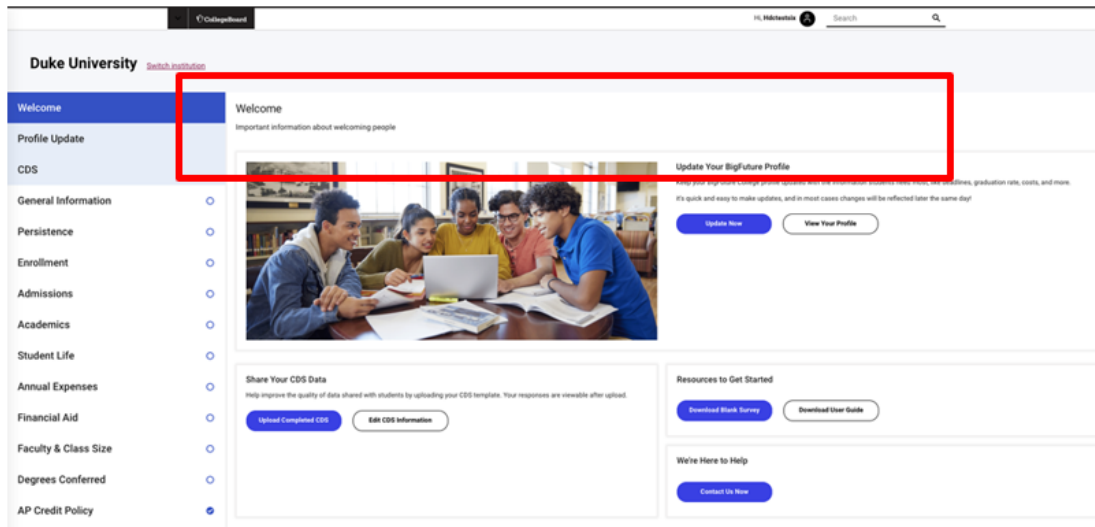 CollegeBoard
Hi, Hdotestsix
Search
Duke University Switch institution
Welcome
Profile Update
CDS
General Information
Persistence
Enrollment
Admissions
Academics
Student Life
Annual Expenses
Financial Aid
Faculty & Class Size
Degrees Conferred
AP Credit Policy
Welcome
Important information about welcoming people
Update Your BigFuture Profile
Keep your BigFuture College profile updated with the information students need most, like deadlines, graduation rate, costs, and more.
It's quick and easy to make updates, and in most cases changes will be reflected later the same day!
Update Now View Your Profile
Share Your CDS Data
Help improve the quality of data shared with students by uploading your CDS template. Your responses are viewable after upload.
Upload Completed CDS Edit CDS Information
Resources to Get Started
Download Blank Survey Download User Guide
We're Here to Help
Contact Us Now